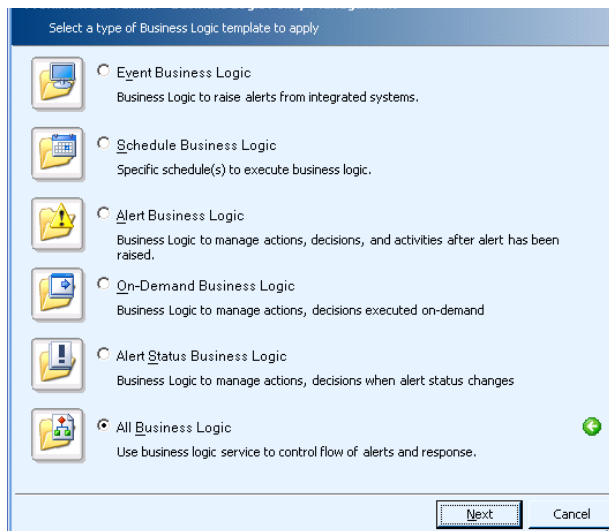 Select a type of Business Logic template to apply
Event Business Logic
Business Logic to raise alerts from integrated systems.
Schedule Business Logic
Specific schedule(s) to execute business logic.
Alert Business Logic
Business Logic to manage actions, decisions, and activities after alert has been
raised.
On-Demand Business Logic
Business Logic to manage actions, decisions executed on-demand
Alert Status Business Logic
Business Logic to manage actions, decisions when alert status changes
All Business Logic
Use business logic service to control flow of alerts and response.
Next Cancel